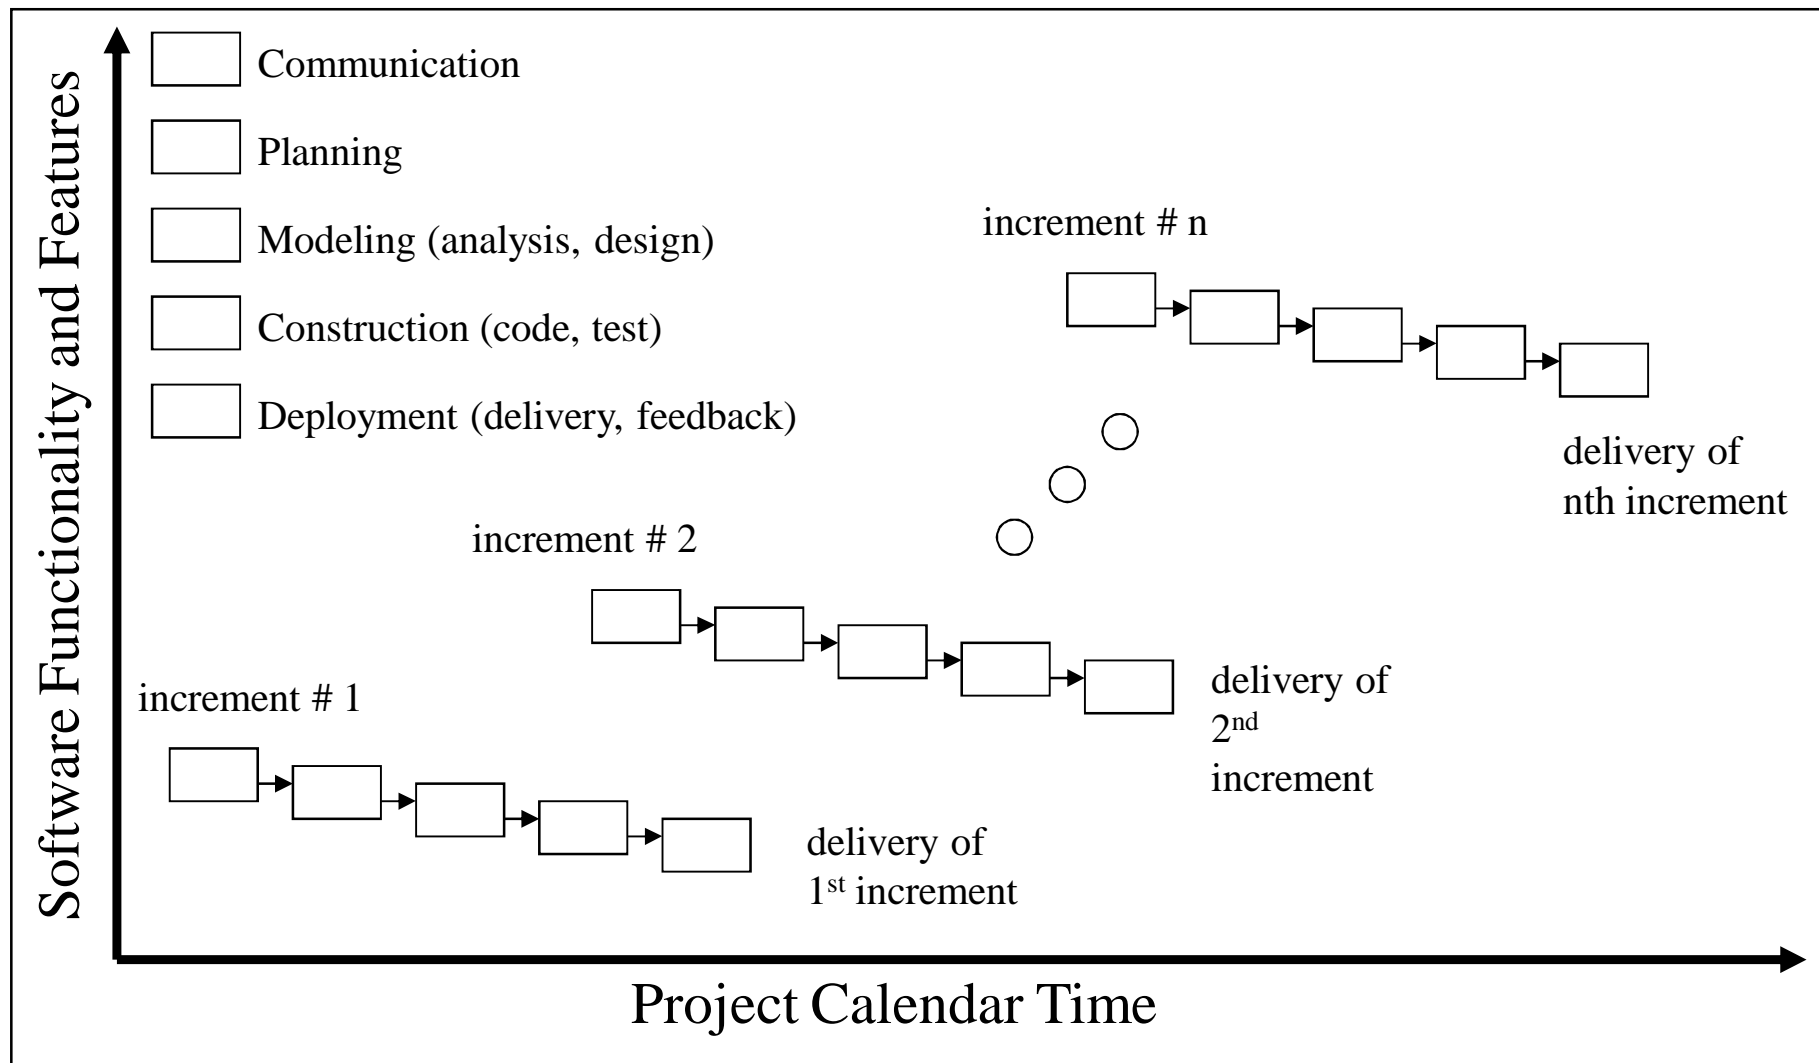 Software Functionality and Features
Communication
Planning
Modeling (analysis, design)
Construction (code, test)
Deployment (delivery, feedback)
increment # n
delivery of
nth increment
increment # 2
delivery of
2nd
increment
increment # 1
delivery of
1st increment
Project Calendar Time